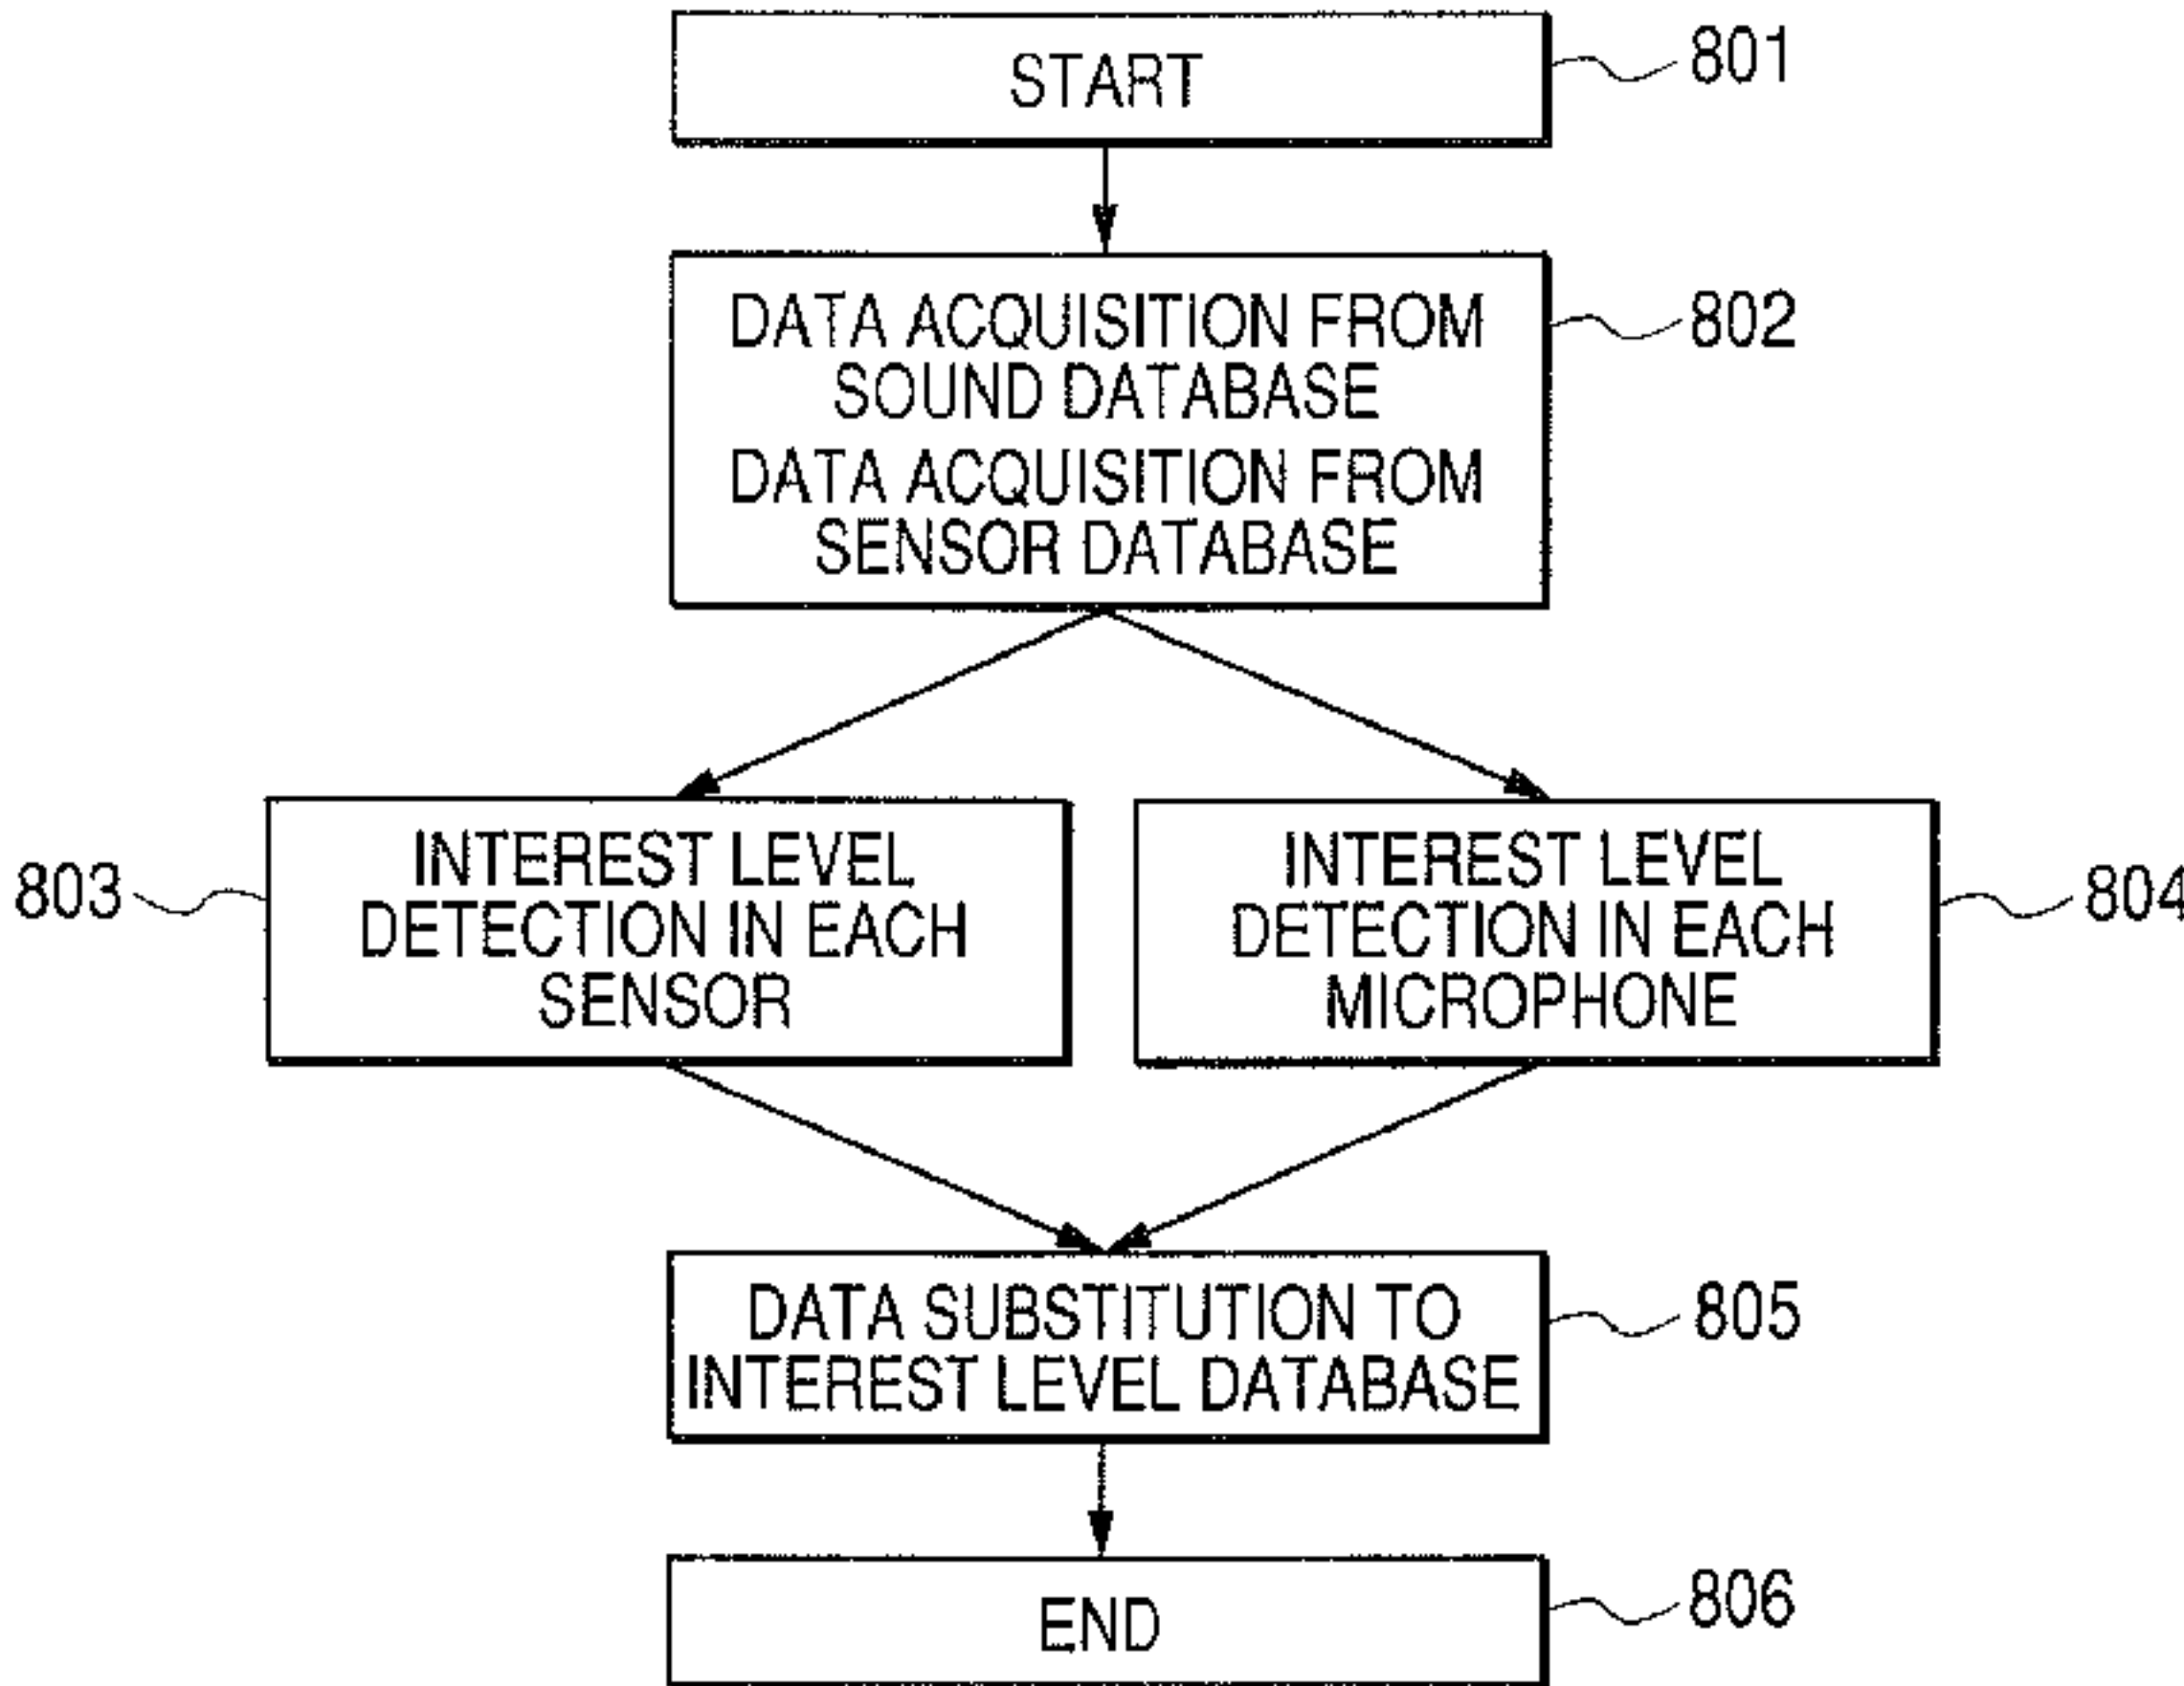 START
801
DATA ACQUISITION FROM
SOUND DATABASE
DATA ACQUISITION FROM
SENSOR DATABASE
802
803
INTEREST LEVEL
DETECTION IN EACH
SENSOR
INTEREST LEVEL
DETECTION IN EACH
MICROPHONE
804
DATA SUBSTITUTION TO
INTEREST LEVEL DATABASE
805
END
806